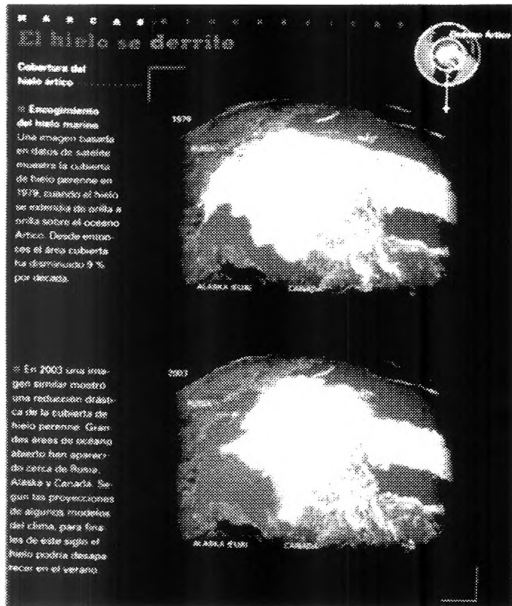 MARCAS
El hielo se derrite
Océano Ártico
Cobertura del
hielo ártico
Encogimiento
del hielo marino
Una imagen basada
en datos de satélite
muestra la cubierta
de hielo perenne en
1979, cuando el hielo
se extendía de orilla a
orilla sobre el océano
Ártico. Desde enton-
ces el área cubierta
ha disminuido 9 %
por década.
1979
ALASKA (EUA)
CANADÁ
En 2003 una ima-
gen similar mostró
una reducción drásti-
ca de la cubierta de
hielo perenne. Gran-
des áreas de océano
abierto han apareci-
do cerca de Rusia,
Alaska y Canadá. Se-
gún las proyecciones
de algunos modelos
del clima, para fina-
les de este siglo el
hielo podría desapa-
recer en el verano.
2003
ALASKA (EUA)
CANADÁ